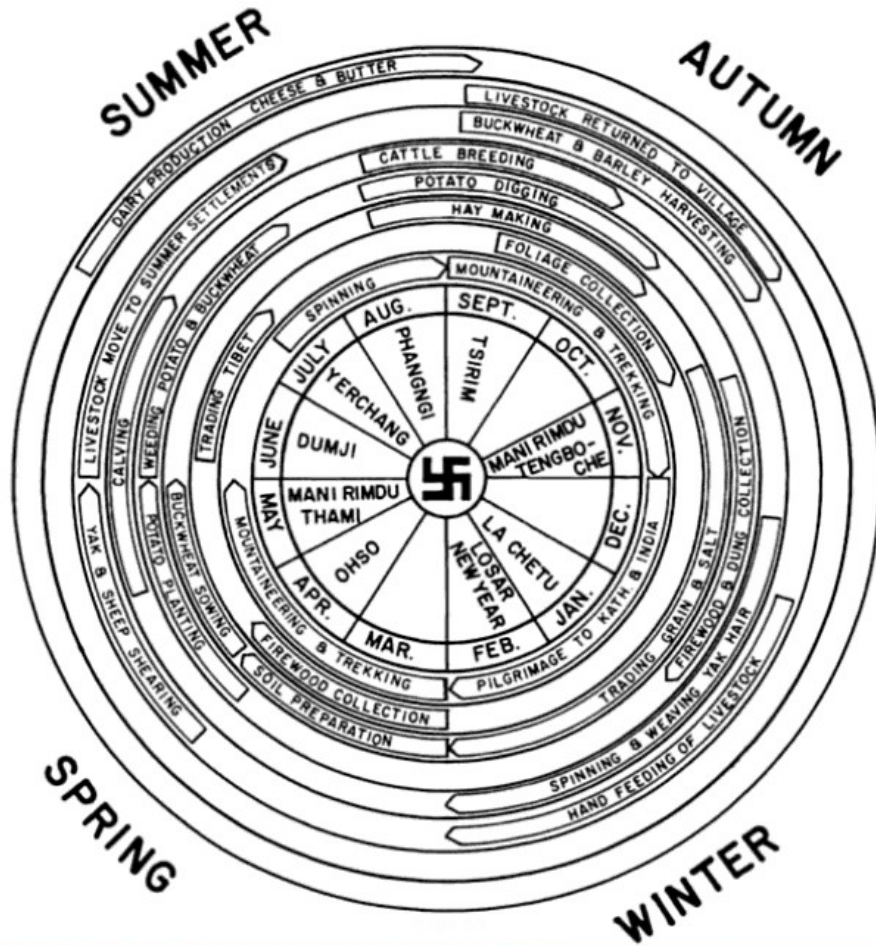 SUMMER
AUTUMN
WINTER
SPRING
DAIRY PRODUCTION CHEESE & BUTTER
LIVESTOCK RETURNED TO VILLAGE
BUCKWHEAT & BARLEY HARVESTING
LIVESTOCK MOVE TO SUMMER SETTLEMENTS
CATTLE BREEDING
POTATO DIGGING
HAY MAKING
FOLIAGE COLLECTION
CALVING
WEEDING POTATO & BUCKWHEAT
TRADING TIBET
SPINNING
MOUNTAINEERING & TREKKING
FIREWOOD & DUNG COLLECTION
TRADING GRAIN & SALT
PILGRIMAGE TO KATH. & INDIA
SPINNING & WEAVING YAK HAIR
HAND FEEDING OF LIVESTOCK
YAK & SHEEP SHEARING
POTATO PLANTING
BUCKWHEAT SOWING
MOUNTAINEERING & TREKKING
FIREWOOD COLLECTION
SOIL PREPARATION
JAN.
FEB.
MAR.
APR.
MAY
JUNE
JULY
AUG.
SEPT.
OCT.
NOV.
DEC.
LA CHETU
LOSAR
NEW YEAR
OHSO
MANI RIMDU
THAMI
DUMJI
YERCHANG
PHANGNGI
TSIRIM
MANI RIMDU
TENGBO-
CHE
卐